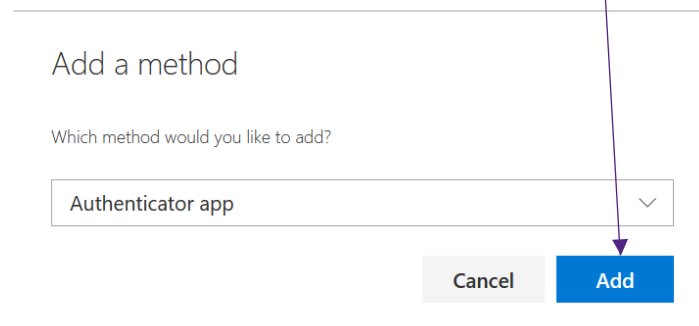 Add a method
Which method would you like to add?
Authenticator app
Cancel Add